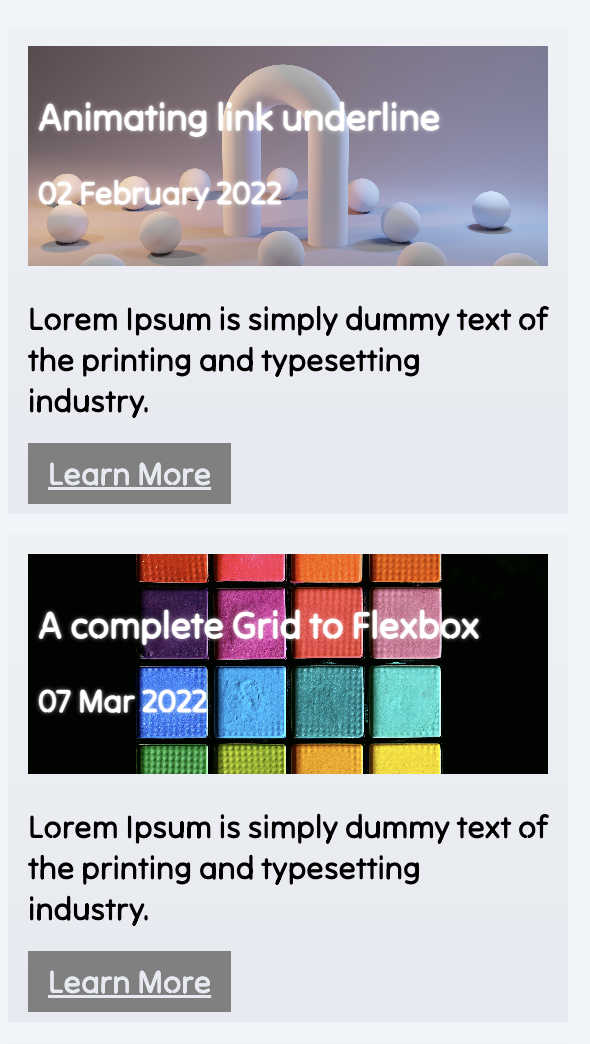 Animating link underline
02 February 2022
Lorem Ipsum is simply dummy text of
the printing and typesetting
industry.
Learn More
A complete Grid to Flexbox
07 Mar 2022
Lorem Ipsum is simply dummy text of
the printing and typesetting
industry.
Learn More